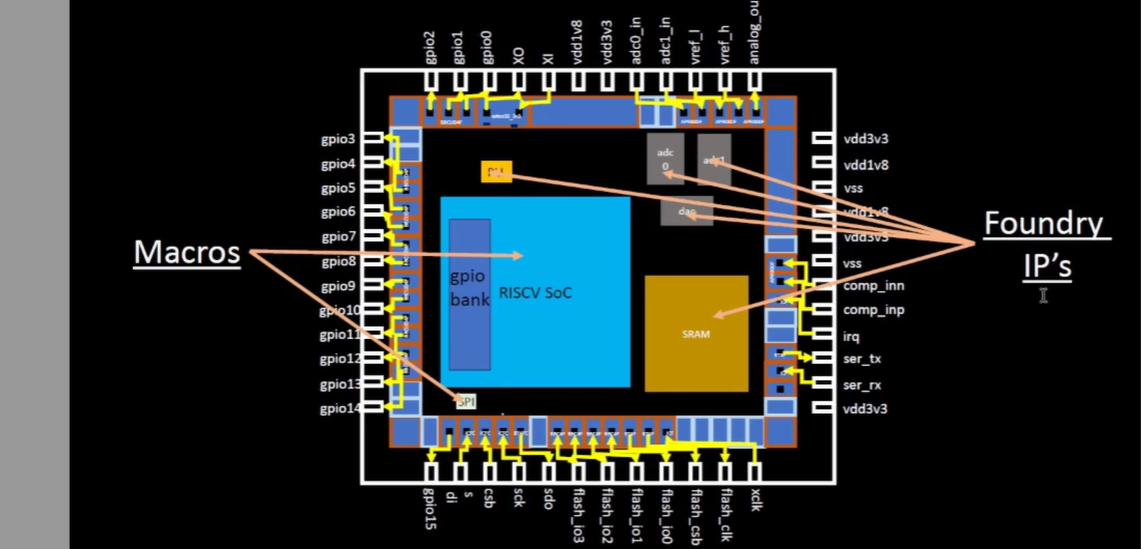 gpio2
gpio1
gpio0
XO
XI
vdd1v8
vdd3v3
adc0_in
adc1_in
vref_l
vref_h
analog_ou
gpio3
gpio4
gpio5
gpio6
gpio7
gpio8
gpio9
gpio10
gpio11
gpio12
gpio13
gpio14
Macros
adc
0
gpio
bank
RISCV SoC
SRAM
SPI
vdd3v3
vdd1v8
vss
vdd1v8
vdd3v3
vss
comp_inn
comp_inp
irq
ser_tx
ser_rx
vdd3v3
Foundry
IP's
gpio15
di
s
csb
sck
sdo
flash_io3
flash_io2
flash_io1
flash_io0
flash_csb
flash_clk
xclk